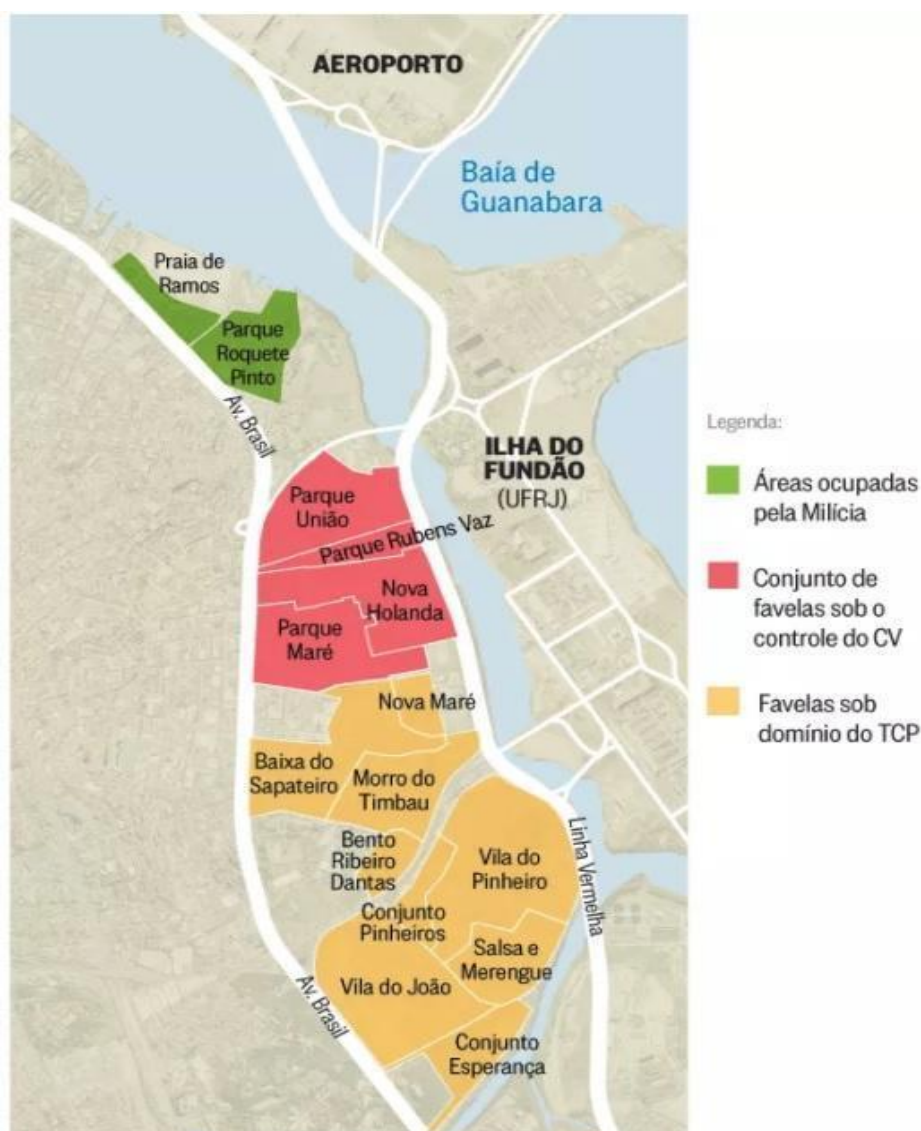 AEROPORTO
Baía de
Guanabara
Praia de
Ramos
Parque
Roquete
Pinto
Av. Brasil
ILHA DO
FUNDÃO
(UFRJ)
Parque
União
Parque Rubens Vaz
Nova
Holanda
Parque
Maré
Nova Maré
Baixa do
Sapateiro
Morro do
Timbau
Bento
Ribeiro
Dantas
Vila do
Pinheiro
Linha Vermelha
Conjunto
Pinheiros
Salsa e
Merengue
Vila do João
Av. Brasil
Conjunto
Esperança
Legenda:
Áreas ocupadas
pela Milícia
Conjunto de
favelas sob o
controle do CV
Favelas sob
domínio do TCP